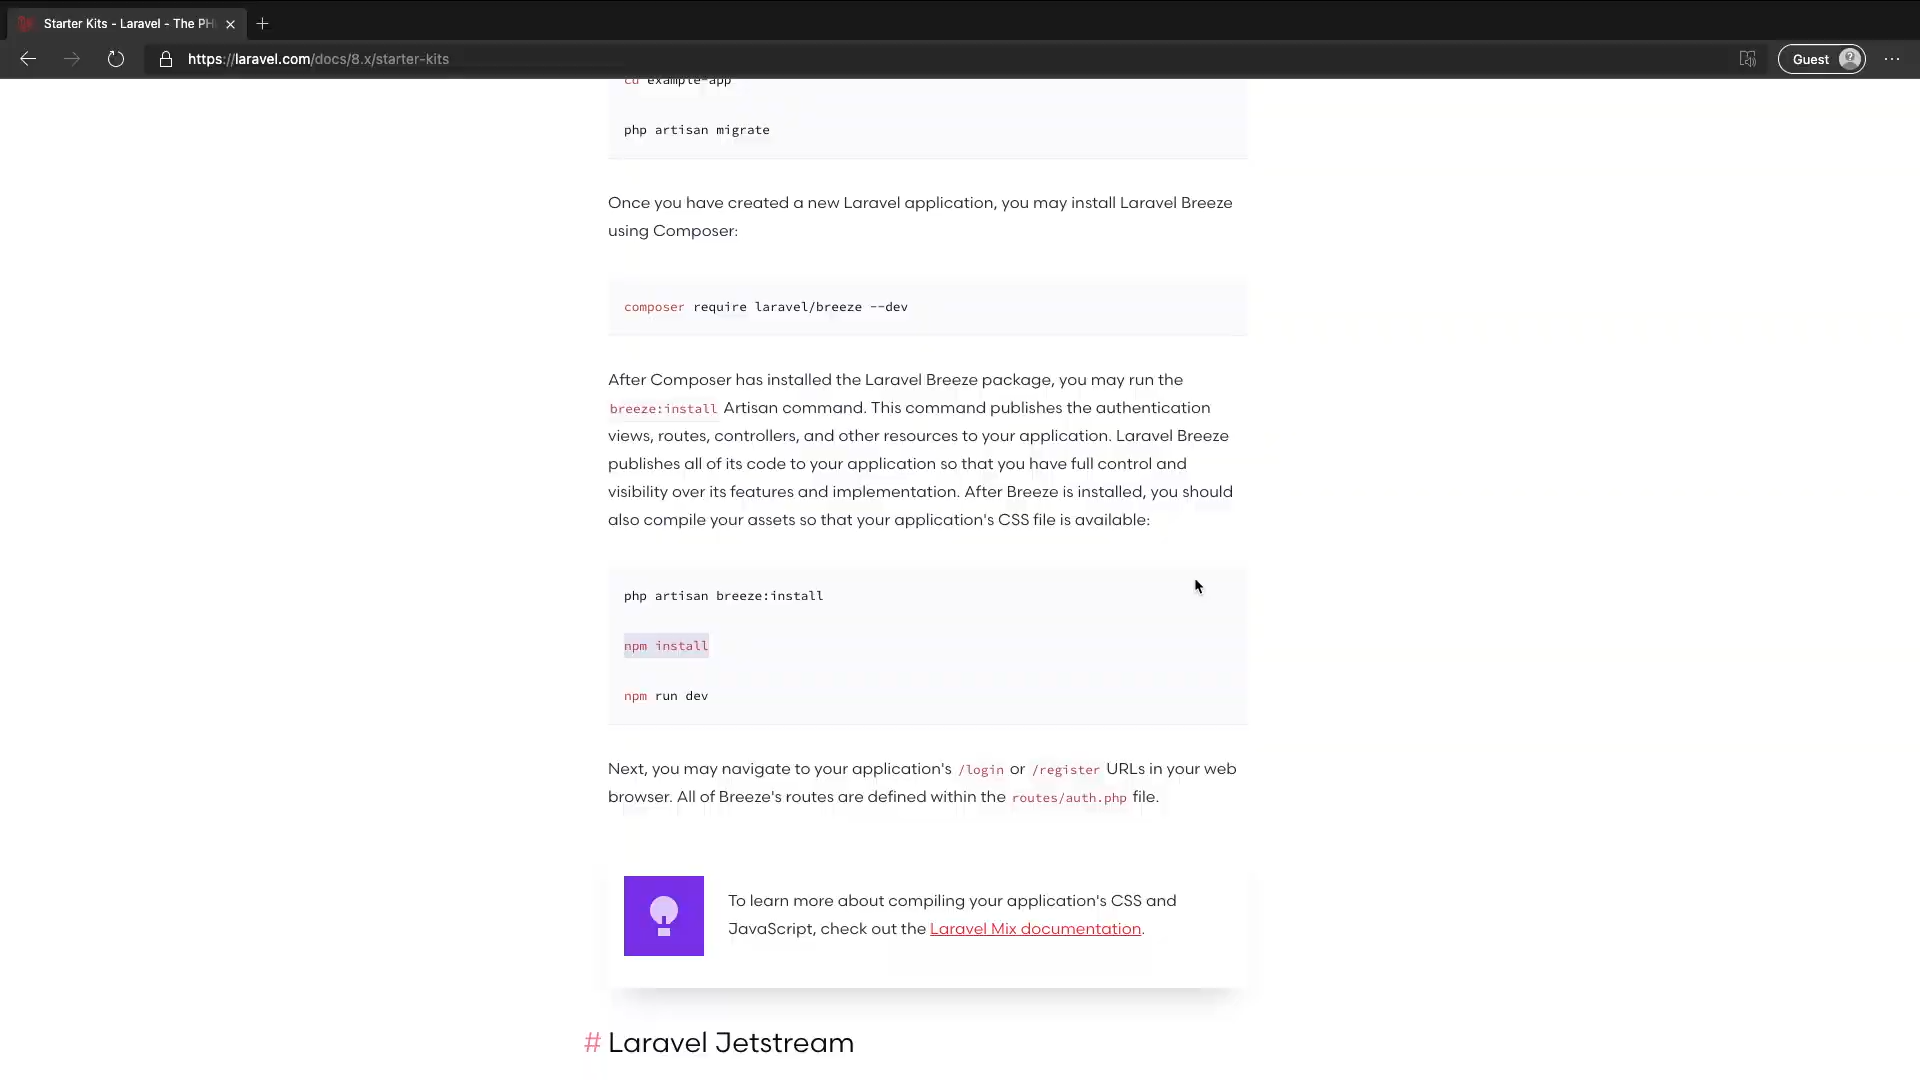 Starter Kits - Laravel - The PH
https://laravel.com/docs/8.x/starter-kits
Guest
cd example-app
php artisan migrate
Once you have created a new Laravel application, you may install Laravel Breeze
using Composer:
composer require laravel/breeze --dev
After Composer has installed the Laravel Breeze package, you may run the
breeze:install Artisan command. This command publishes the authentication
views, routes, controllers, and other resources to your application. Laravel Breeze
publishes all of its code to your application so that you have full control and
visibility over its features and implementation. After Breeze is installed, you should
also compile your assets so that your application's CSS file is available:
php artisan breeze:install
npm install
npm run dev
Next, you may navigate to your application's /login or /register URLs in your web
browser. All of Breeze's routes are defined within the routes/auth.php file.
To learn more about compiling your application's CSS and
JavaScript, check out the Laravel Mix documentation.
# Laravel Jetstream